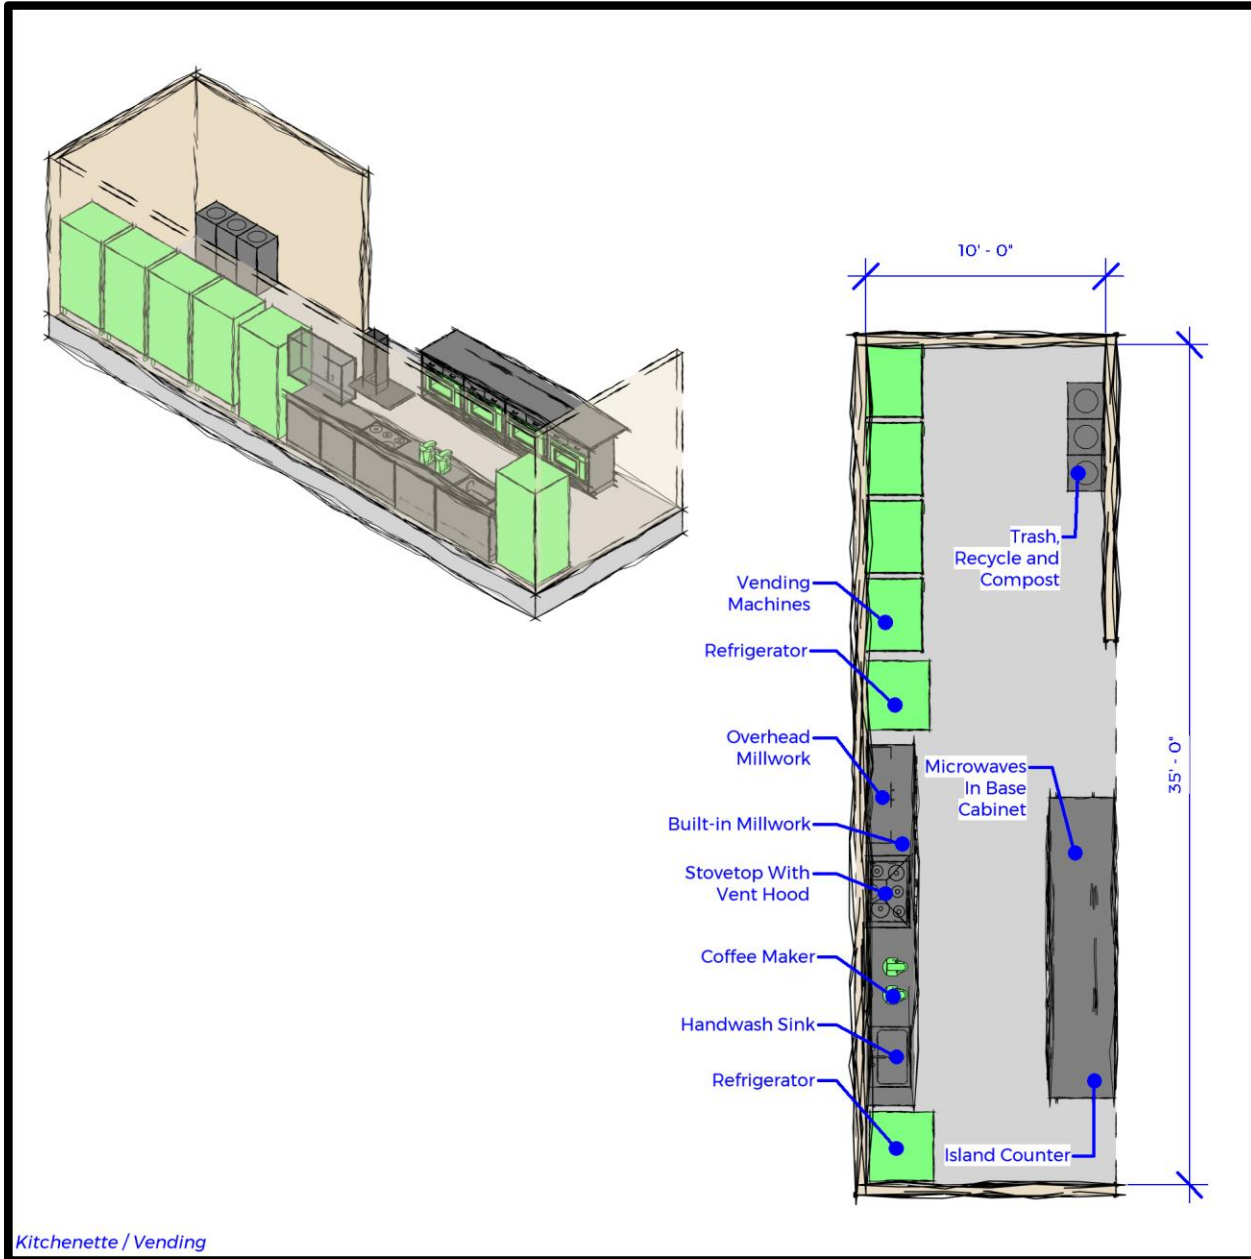 10' - 0"
Trash,
Recycle and
Compost
Vending
Machines
Refrigerator
Overhead
Millwork
Microwaves
In Base
Cabinet
35' - 0"
Built-in Millwork
Stovetop With
Vent Hood
Coffee Maker
Handwash Sink
Refrigerator
Island Counter
Kitchenette / Vending